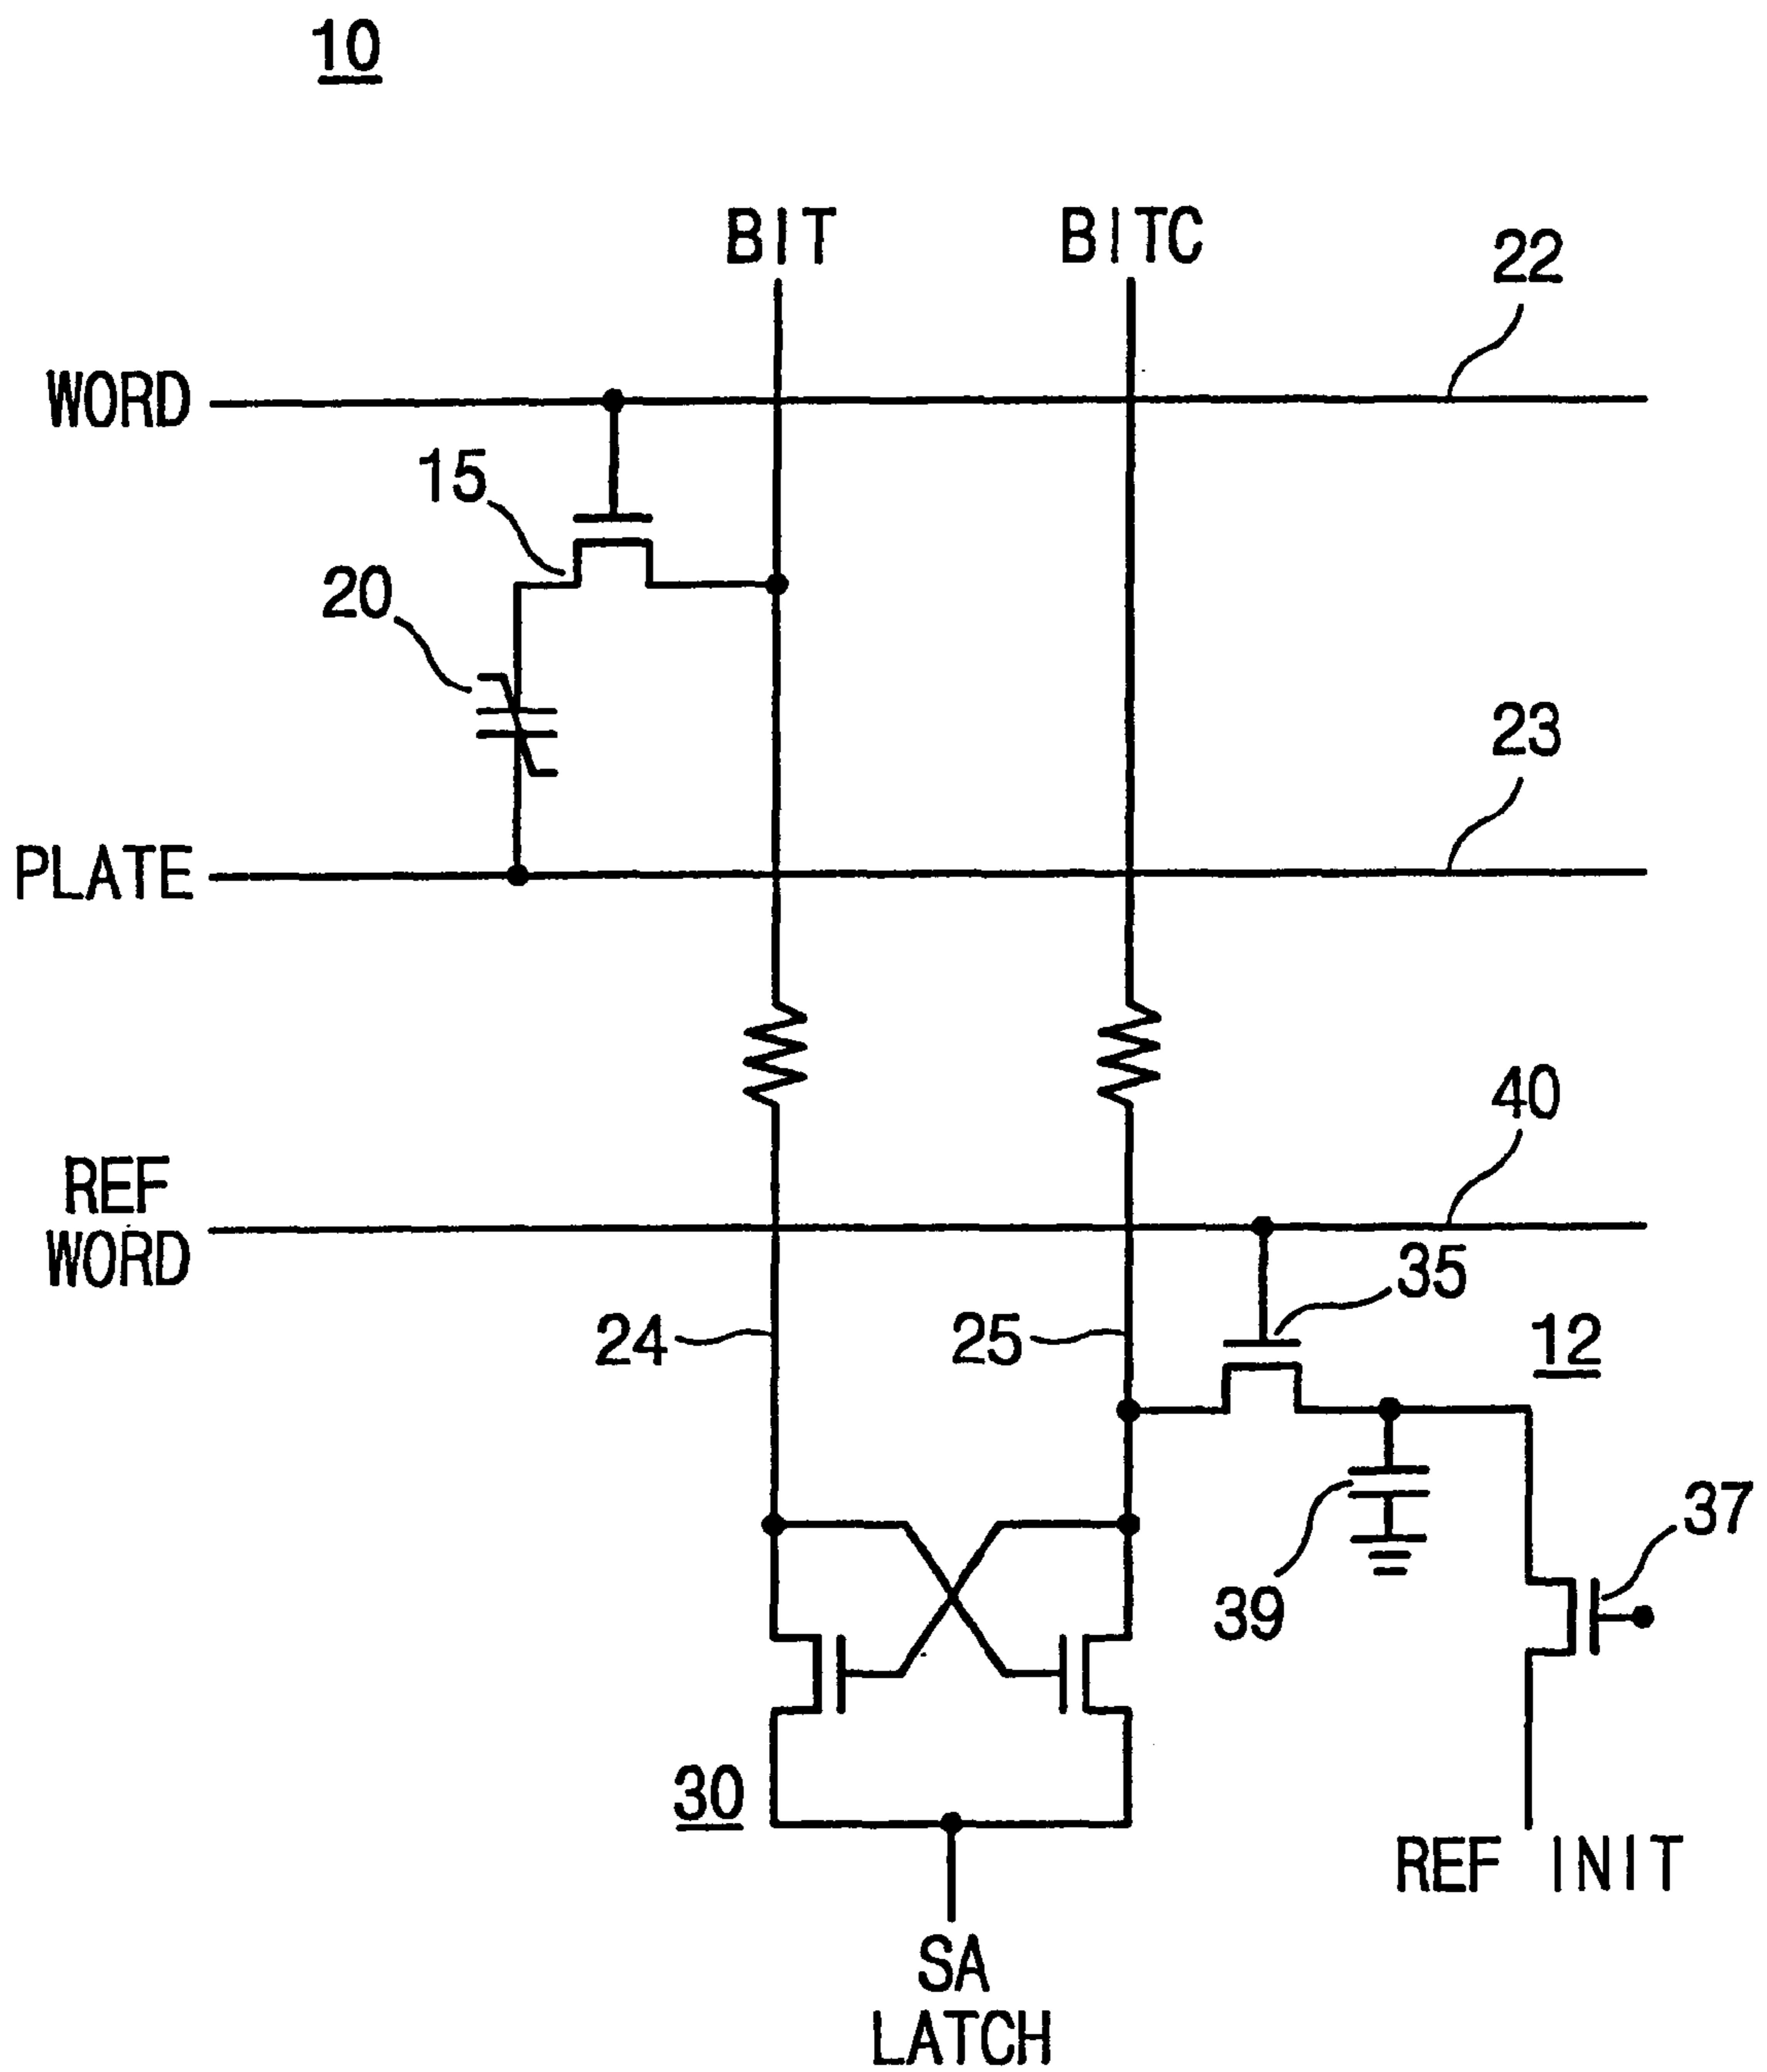 10
BIT
BITC
22
WORD
15
20
23
PLATE
40
REF
WORD
35
24
25
12
37
39
30
REF INIT
SA
LATCH